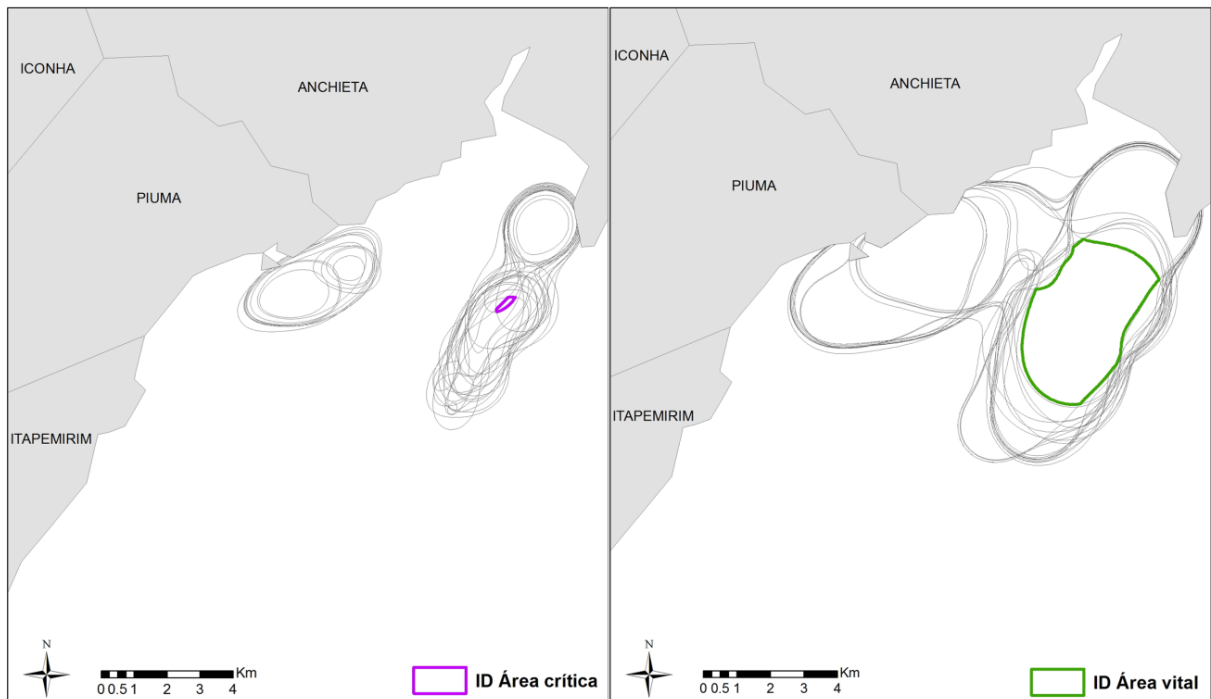 ICONHA
ANCHIETA
PIUMA
ITAPEMIRIM
N
Km
0 0.5 1 2 3 4
ID Área crítica
ICONHA
ANCHIETA
PIUMA
ITAPEMIRIM
N
Km
0 0.5 1 2 3 4
ID Área vital